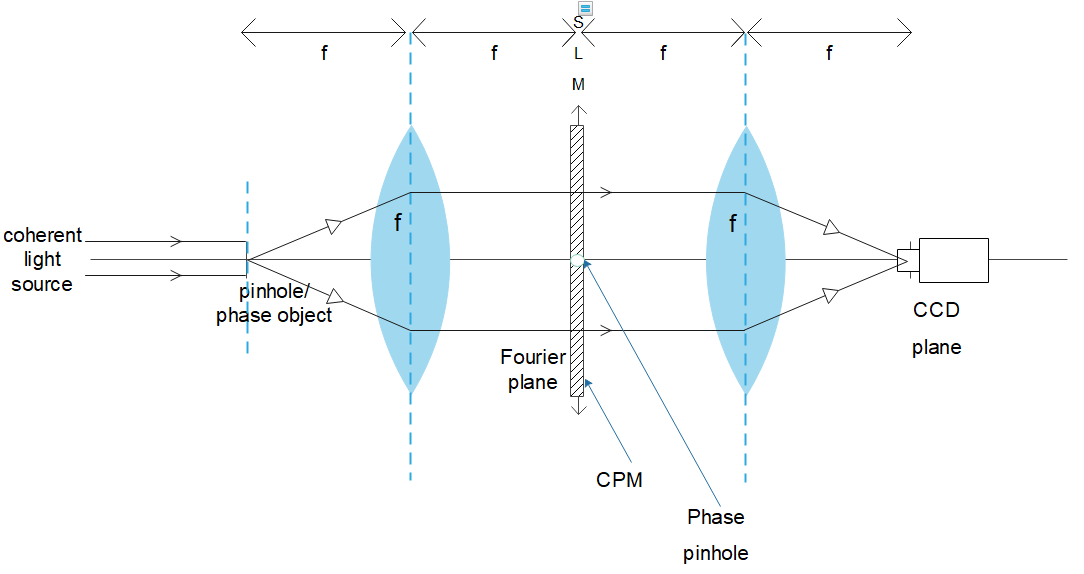 S
f
f
L
f
f
M
f
f
coherent
light
source
pinhole/
phase object
CCD
plane
Fourier
plane
CPM
Phase
pinhole